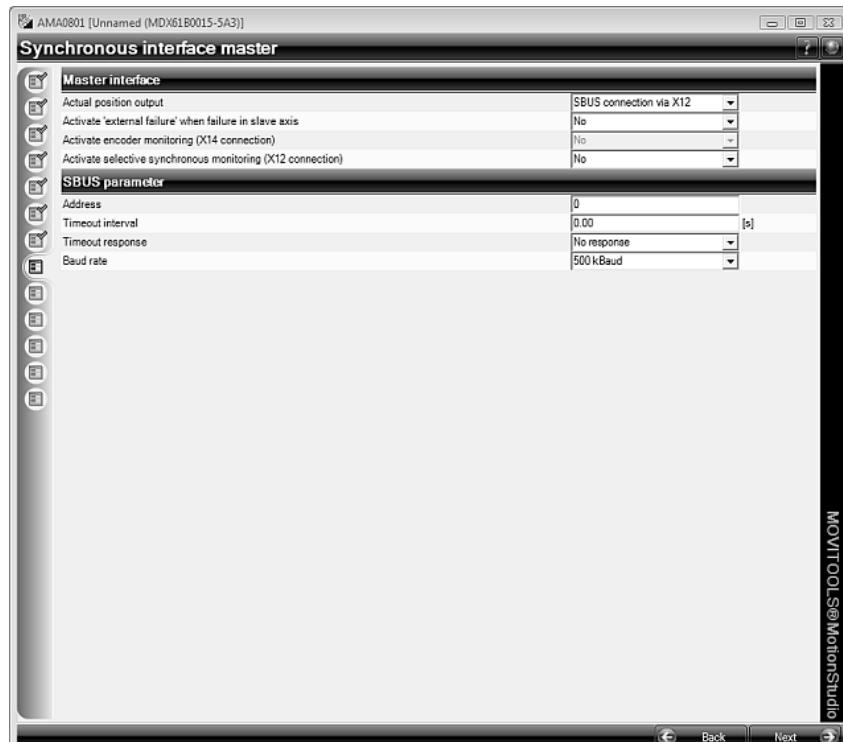 AMA0801 [Unnamed (MDX61B0015-5A3)]
Synchronous interface master
?
Master interface
Actual position output SBUS connection via X12
Activate 'external failure' when failure in slave axis No
Activate encoder monitoring (X14 connection) No
Activate selective synchronous monitoring (X12 connection) No
SBUS parameter
Address 0
Timeout interval 0.00 [s]
Timeout response No response
Baud rate 500 kBaud
MOVITOOLS®MotionStudio
Back Next